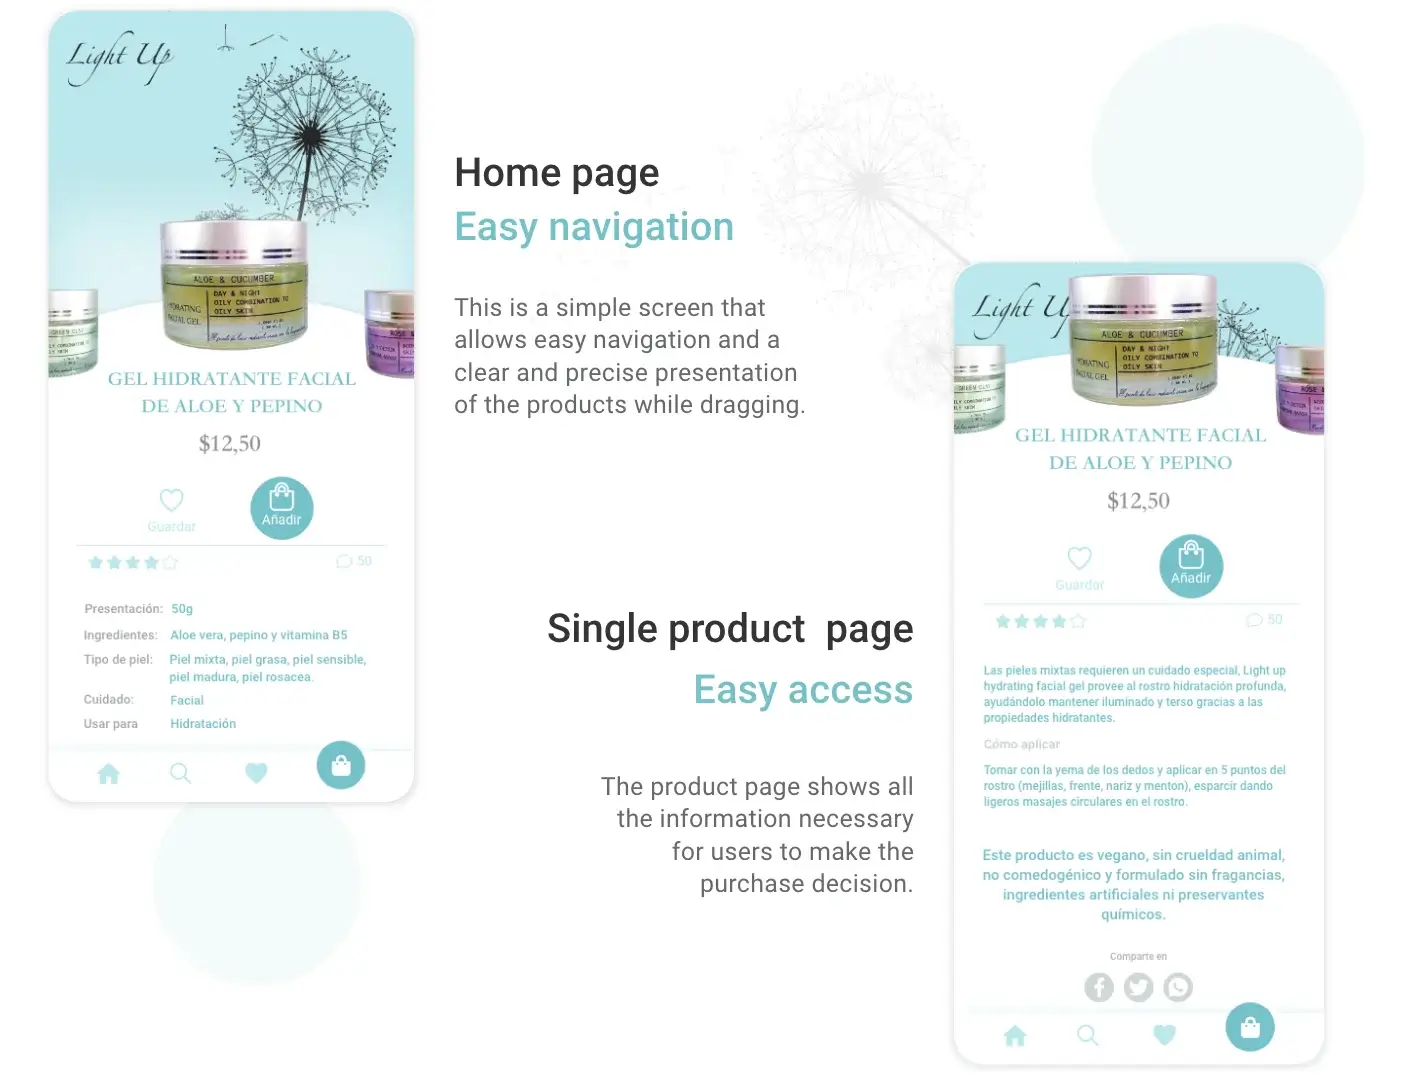 Light Up
ALOE & CUCUMBER
DAY & NIGHT
OILY COMBINATION TO
OILY SKIN
HYDRATING
FACIAL GEL
GREEN CLAY
GEL HIDRATANTE FACIAL
DE ALOE Y PEPINO
$12,50
Guardar
Añadir
50
Presentación: 50g
Ingredientes: Aloe vera, pepino y vitamina B5
Tipo de piel: Piel mixta, piel grasa, piel sensible,
piel madura, piel rosacea.
Cuidado: Facial
Usar para Hidratación
Home page
Easy navigation
This is a simple screen that
allows easy navigation and a
clear and precise presentation
of the products while dragging.
Single product page
Easy access
The product page shows all
the information necessary
for users to make the
purchase decision.
Light U
ALOE & CUCUMBER
DAY & NIGHT
OILY COMBINATION TO
OILY SKIN
HYDRATING
FACIAL GEL
GREEN CLAY
GEL HIDRATANTE FACIAL
DE ALOE Y PEPINO
$12,50
Guardar
Añadir
50
Las pieles mixtas requieren un cuidado especial, Light up
hydrating facial gel provee al rostro hidratación profunda,
ayudándolo mantener iluminado y terso gracias a las
propiedades hidratantes.
Cómo aplicar
Tomar con la yema de los dedos y aplicar en 5 puntos del
rostro (mejillas, frente, nariz y menton), esparcir dando
ligeros masajes circulares en el rostro.
Este producto es vegano, sin crueldad animal,
no comedogénico y formulado sin fragancias,
ingredientes artificiales ni preservantes
químicos.
Comparte en